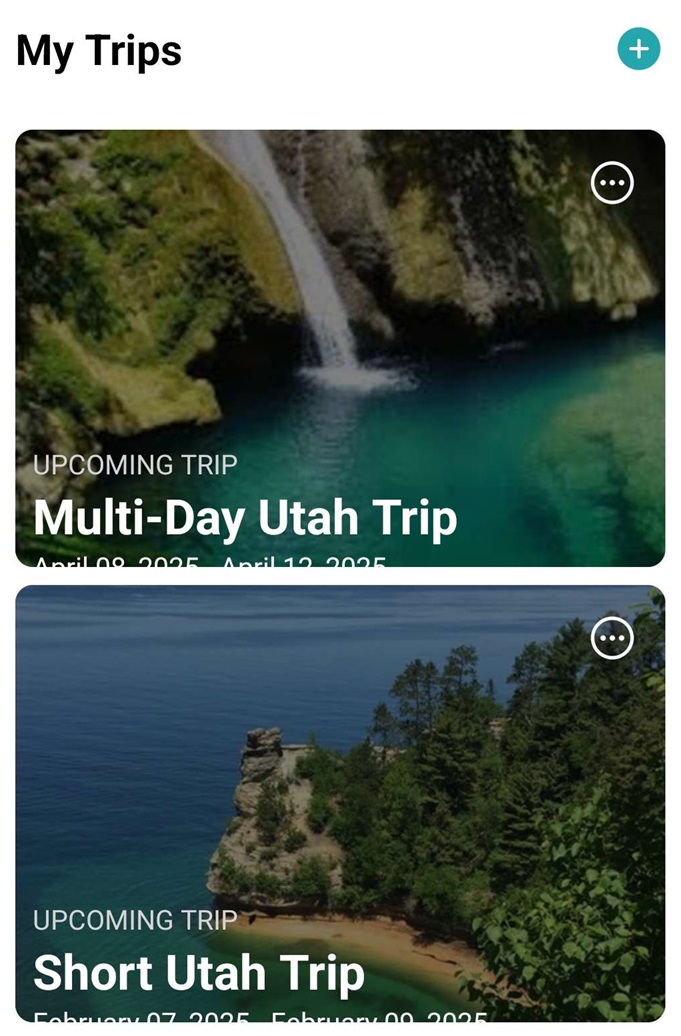 My Trips
UPCOMING TRIP
Multi-Day Utah Trip
April 08, 2025 - April 12, 2025
UPCOMING TRIP
Short Utah Trip
February 07, 2025 - February 09, 2025